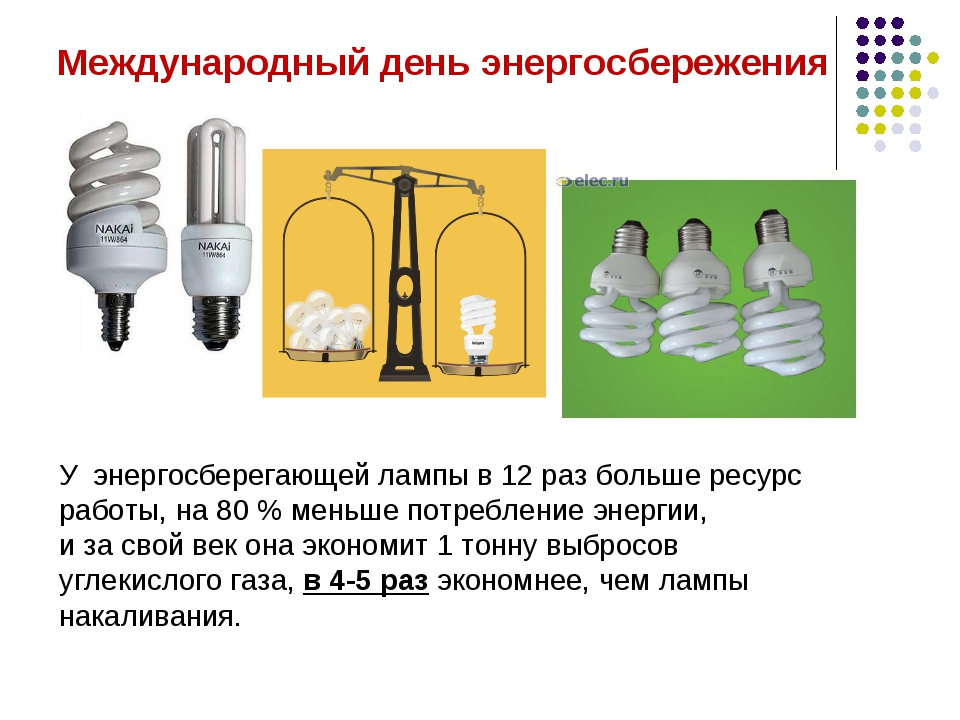 Международный день энергосбережения
NAKAi
11W/864
NAKAi
11W/864
elec.ru
У энергосберегающей лампы в 12 раз больше ресурс
работы, на 80 % меньше потребление энергии,
и за свой век она экономит 1 тонну выбросов
углекислого газа, в 4-5 раз экономнее, чем лампы
накаливания.